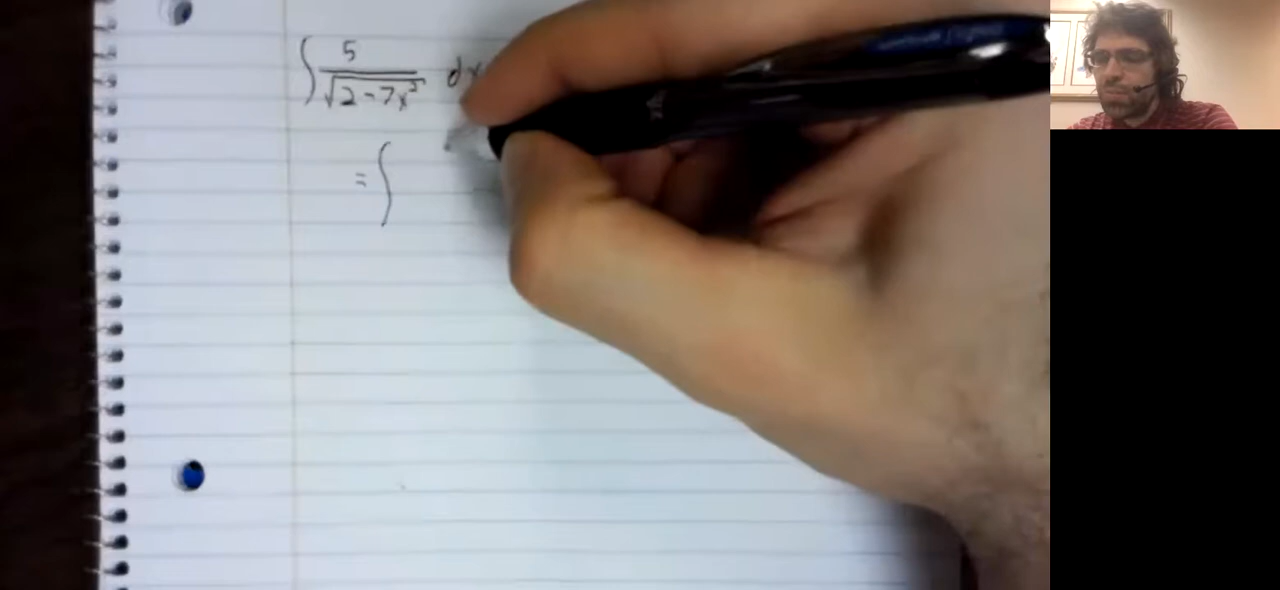 ∫ 5/√(2-7x²) dx
= ∫